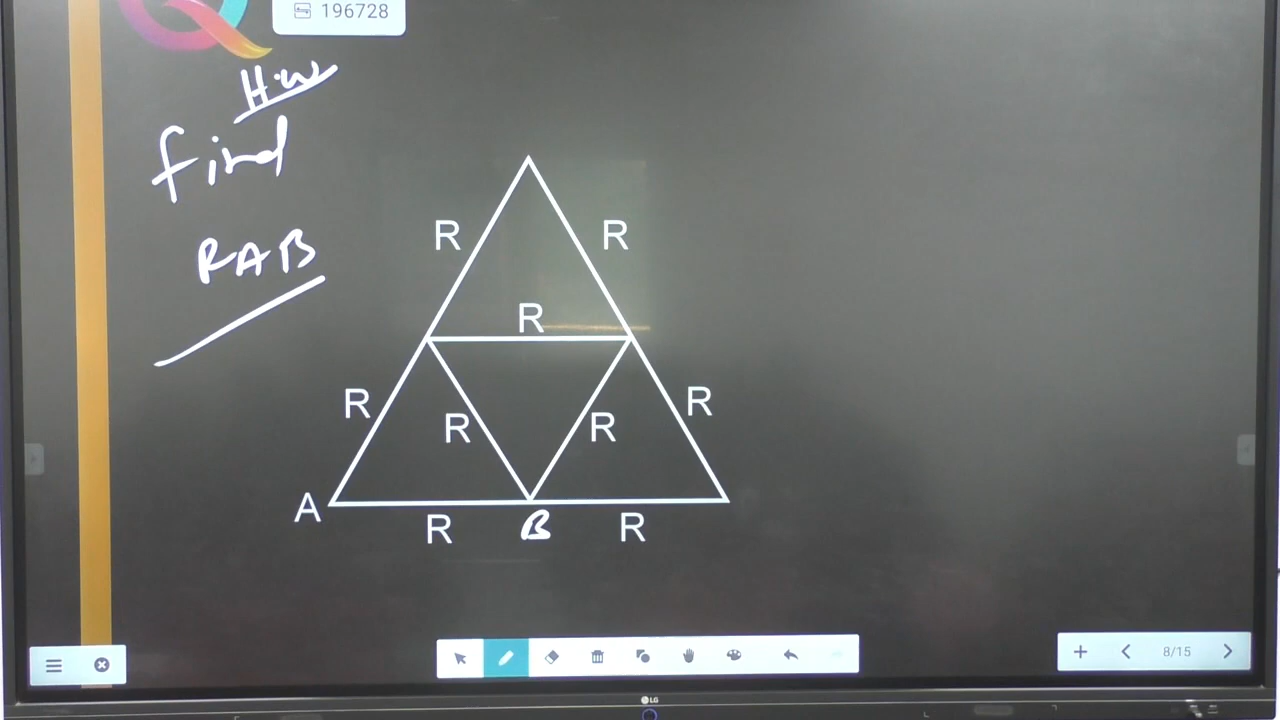 196728
H.w
find
RAB
R R
R
R R R R
A
R B R
8/15
LG